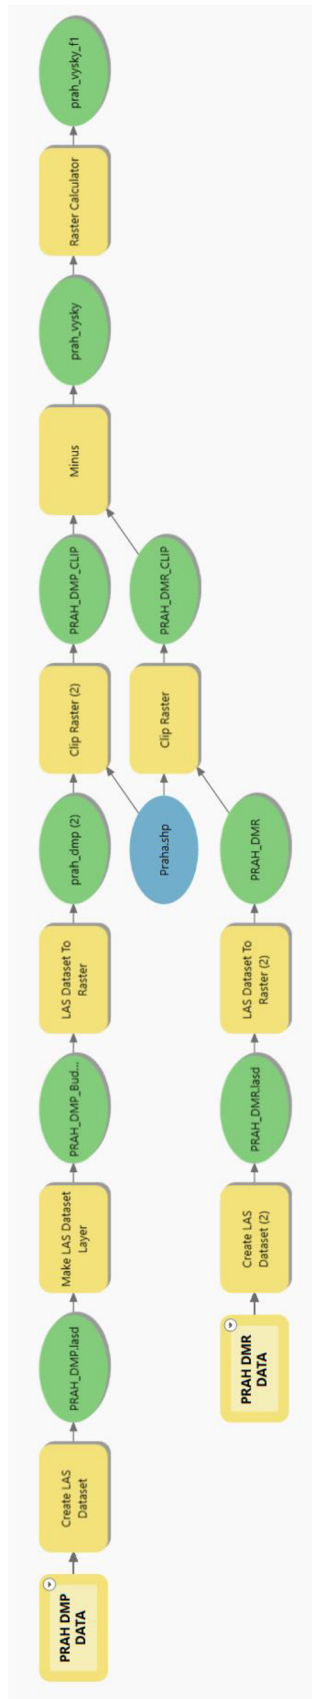 PRAH DMP
DATA
Create LAS
Dataset
PRAH_DMP.lasd
Make LAS Dataset
Layer
PRAH_DMP_Bud...
LAS Dataset To
Raster
prah_dmp (2)
Clip Raster (2)
PRAH_DMP_CLIP
Minus
prah_vysky
Raster Calculator
prah_vysky_f1
Praha.shp
Clip Raster
PRAH_DMR_CLIP
PRAH DMR
DATA
Create LAS
Dataset (2)
PRAH_DMR.lasd
LAS Dataset To
Raster (2)
PRAH_DMR